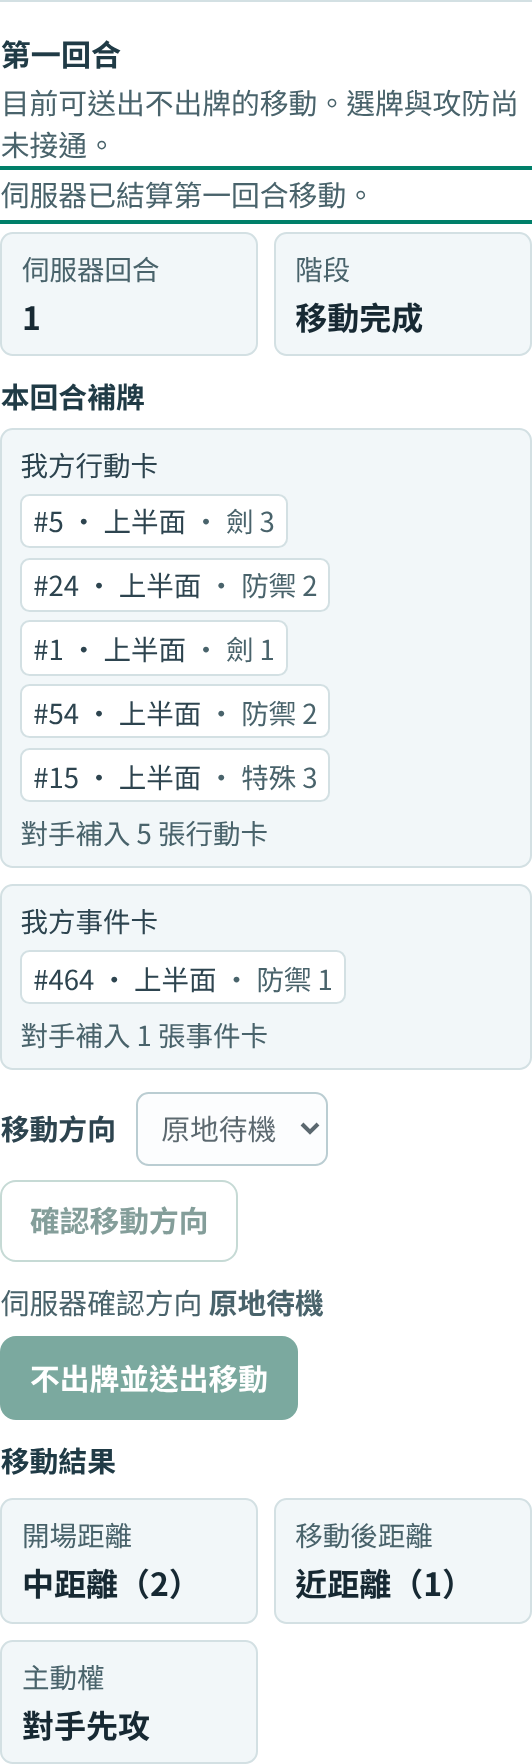 第一回合
目前可送出不出牌的移動。選牌與攻防尚
未接通。
伺服器已結算第一回合移動。
伺服器回合
1
階段
移動完成
本回合補牌
我方行動卡
#5 · 上半面 · 劍 3
#24 · 上半面 · 防禦 2
#1 · 上半面 · 劍 1
#54 · 上半面 · 防禦 2
#15 · 上半面 · 特殊 3
對手補入 5 張行動卡
我方事件卡
#464 · 上半面 · 防禦 1
對手補入 1 張事件卡
移動方向 原地待機
確認移動方向
伺服器確認方向 原地待機
不出牌並送出移動
移動結果
開場距離
中距離（2）
移動後距離
近距離（1）
主動權
對手先攻